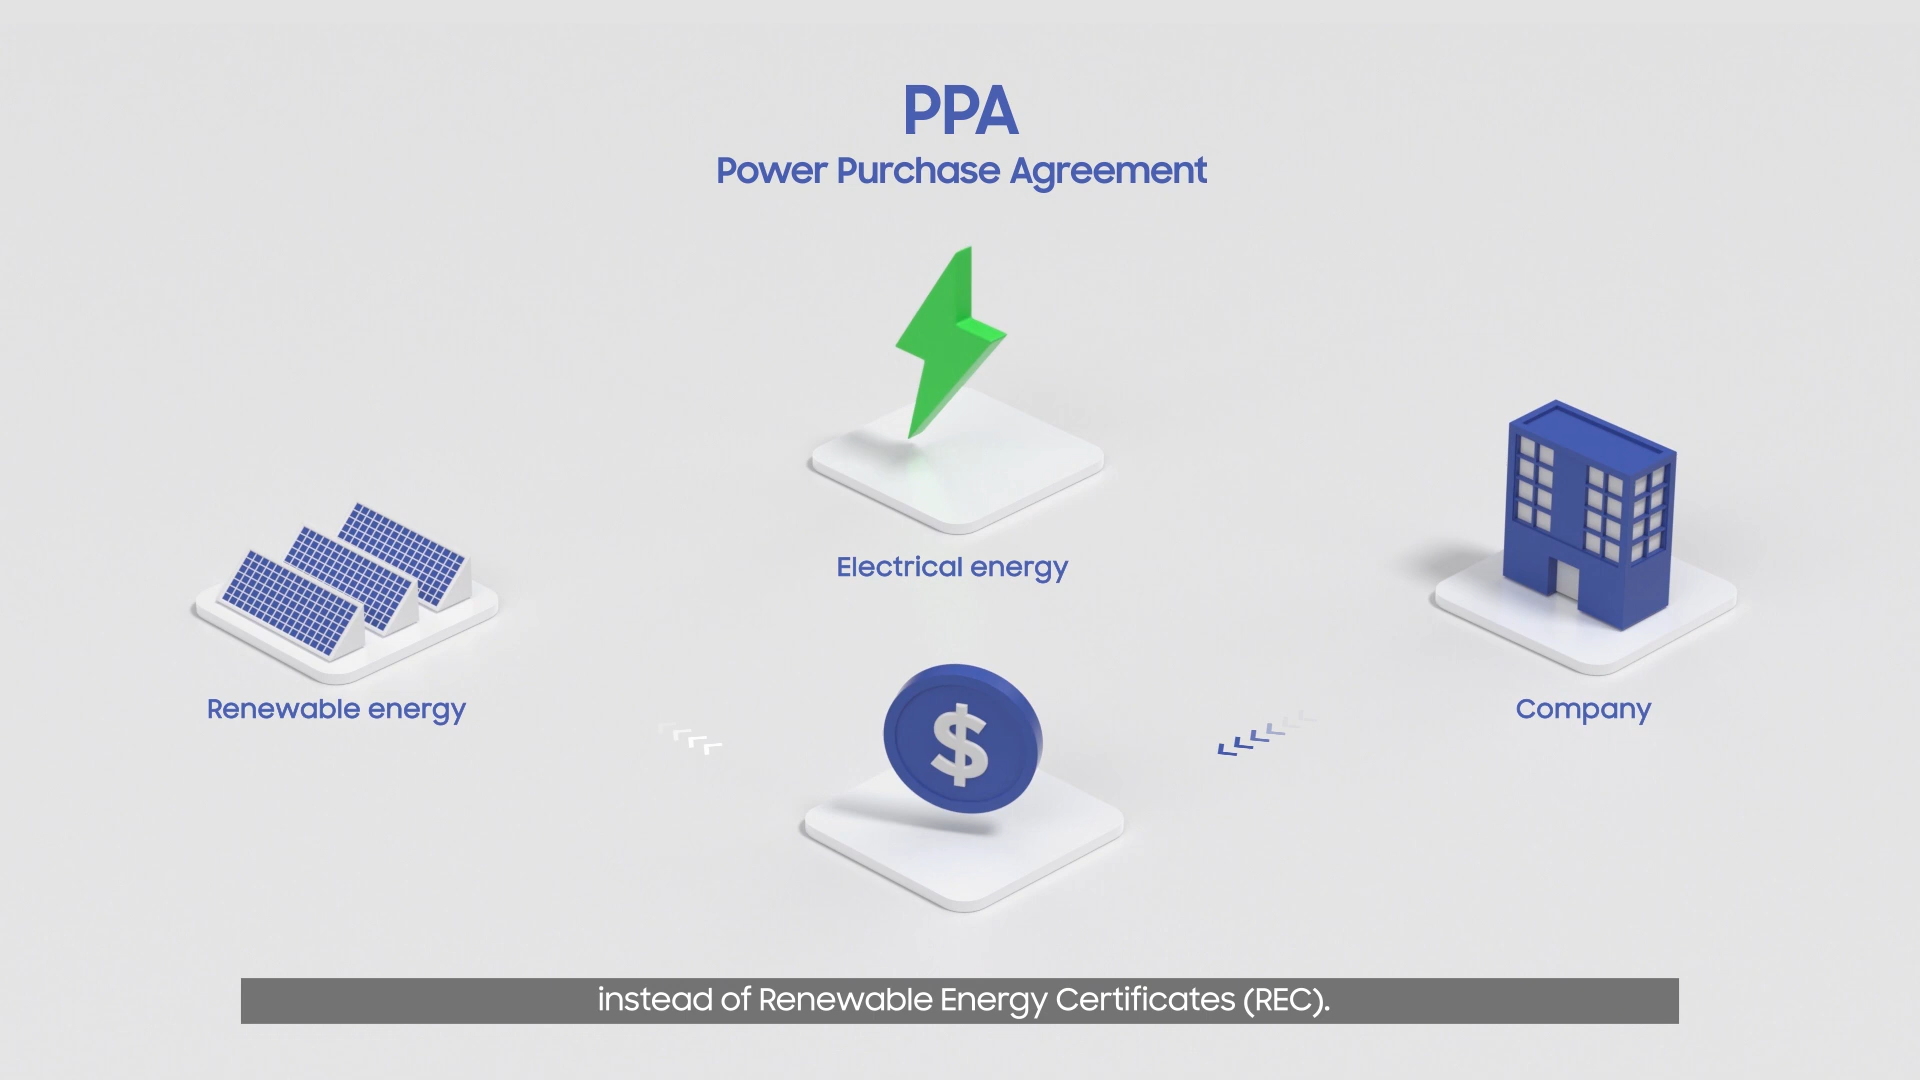 PPA
Power Purchase Agreement
Electrical energy
Renewable energy
Company
$
instead of Renewable Energy Certificates (REC).